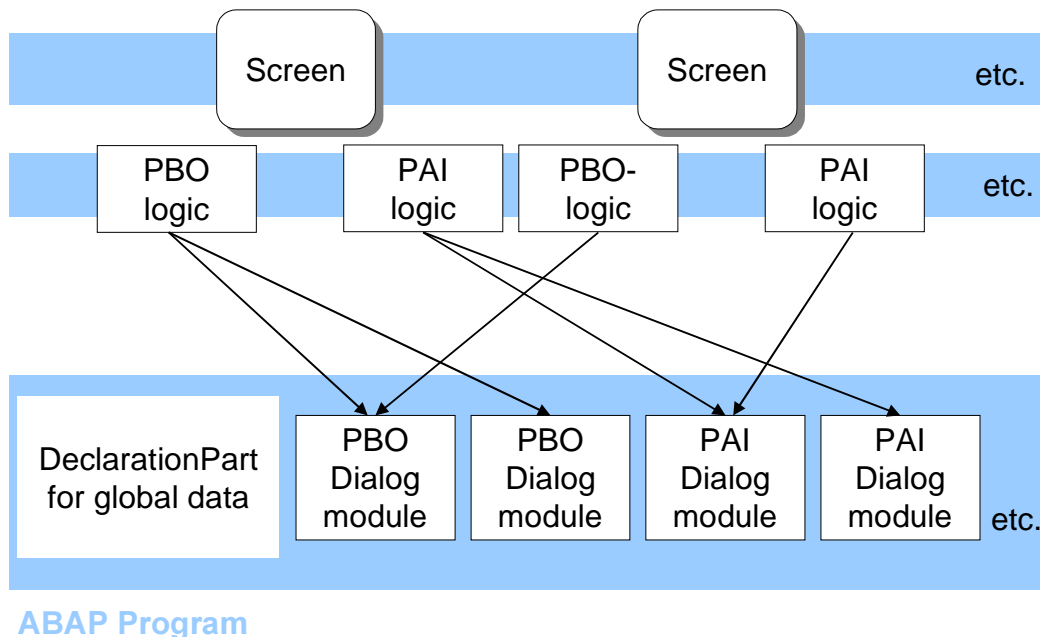 Screen
Screen
etc.
PBO
logic
PAI
logic
PBO-
logic
PAI
logic
etc.
DeclarationPart
for global data
PBO
Dialog
module
PBO
Dialog
module
PAI
Dialog
module
PAI
Dialog
module
etc.
ABAP Program